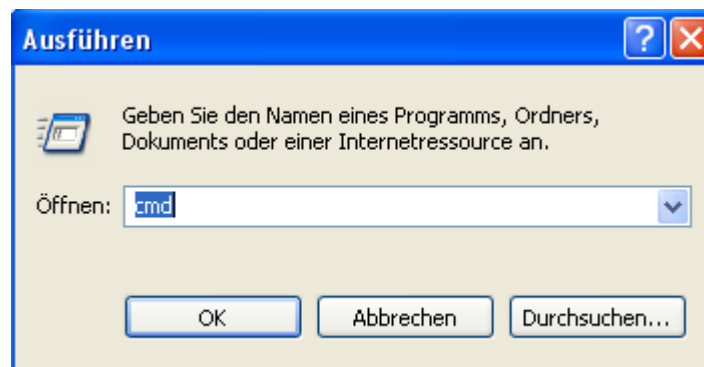 Ausführen
Geben Sie den Namen eines Programms, Ordners,
Dokuments oder einer Internetressource an.
Öffnen: cmd
OK Abbrechen Durchsuchen...